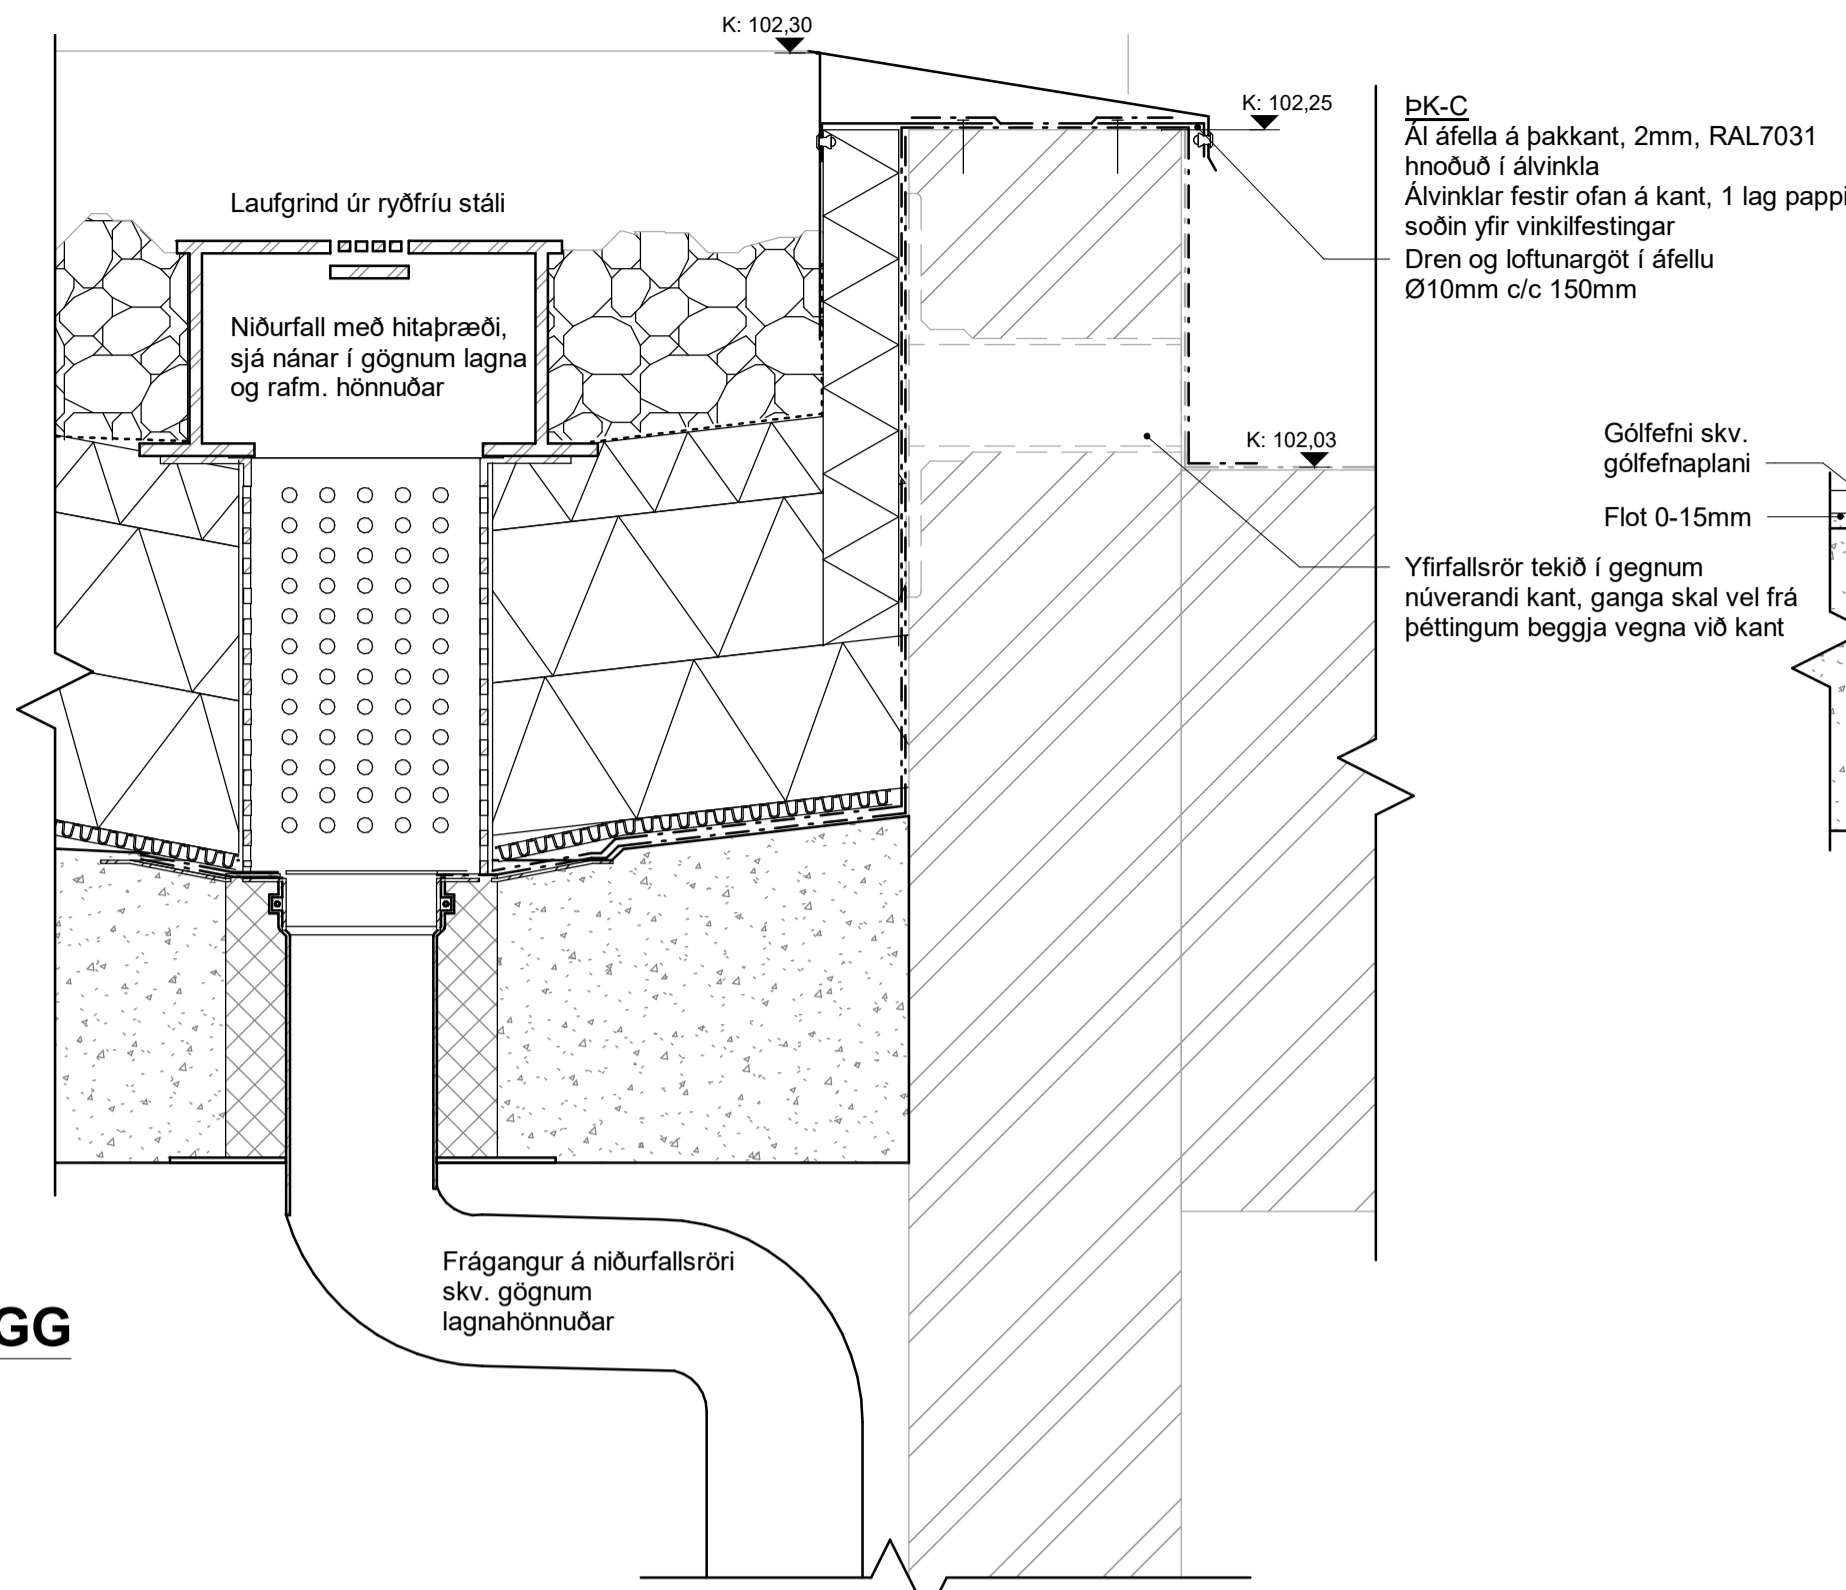 K: 102,30
K: 102,25
ÞK-C
Ál áfella á þakkant, 2mm, RAL7031
hnoðuð í álvinkla
Álvinklar festir ofan á kant, 1 lag pappi
soðin yfir vinkilfestingar
Dren og loftunargöt í áfellu
Ø10mm c/c 150mm
Laufgrind úr ryðfríu stáli
Niðurfall með hitaþræði,
sjá nánar í gögnum lagna
og rafm. hönnuðar
K: 102,03
Gólfefni skv.
gólfefnaplani
Flot 0-15mm
Yfirfallsrör tekið í gegnum
núverandi kant, ganga skal vel frá
þéttingum beggja vegna við kant
Frágangur á niðurfallsröri
skv. gögnum
lagnahönnuðar
GG